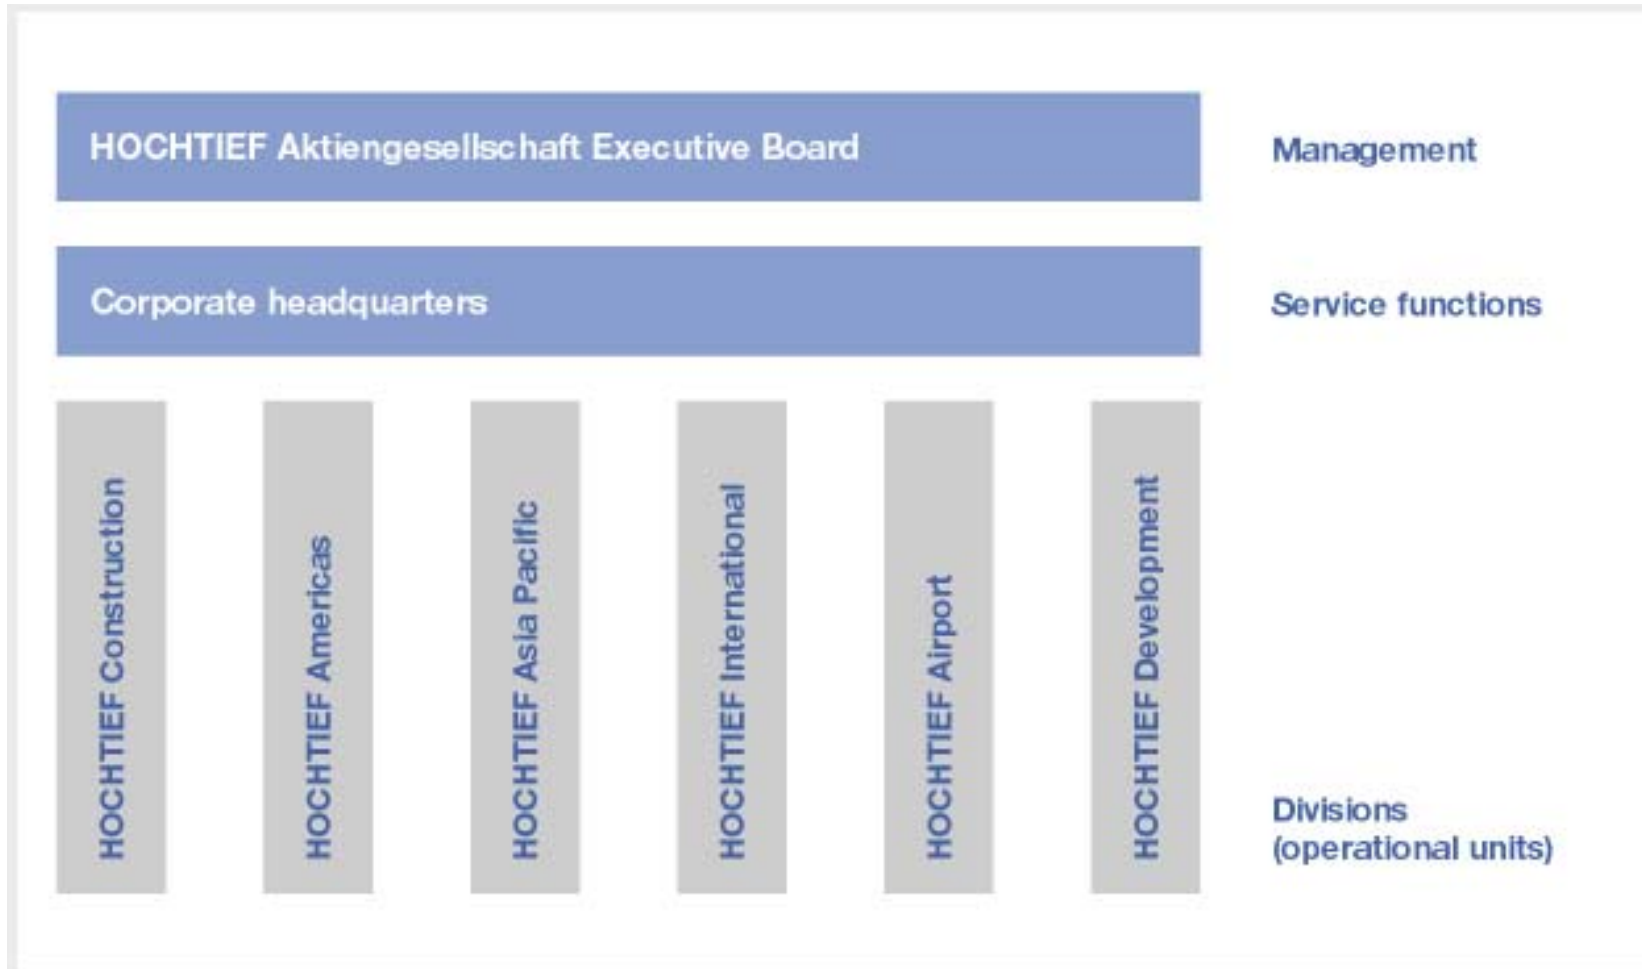 HOCHTIEF Aktiengesellschaft Executive Board
Management
Corporate headquarters
Service functions
HOCHTIEF Construction
HOCHTIEF Americas
HOCHTIEF Asia Pacific
HOCHTIEF International
HOCHTIEF Airport
HOCHTIEF Development
Divisions
(operational units)